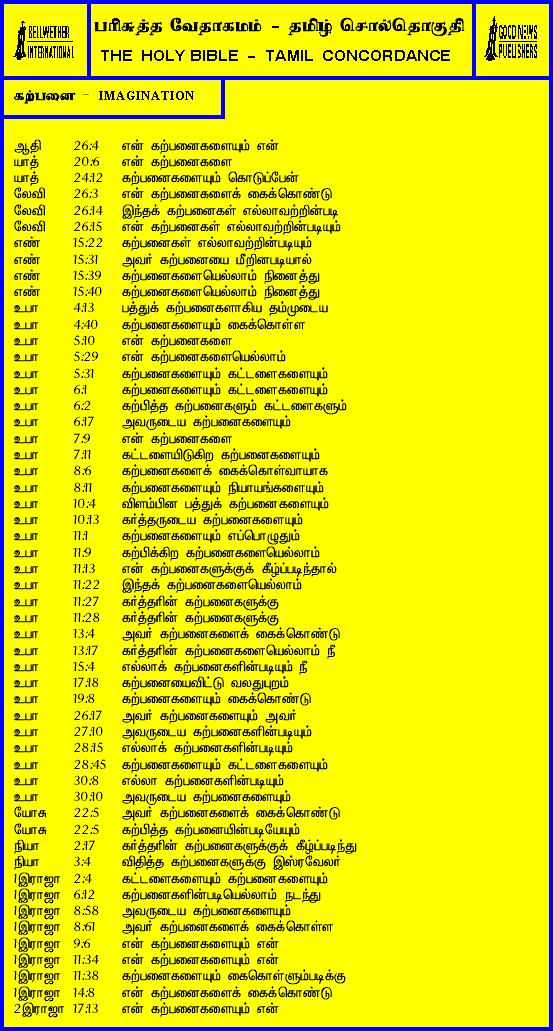 BELLWETHER INTERNATIONAL
பரிசுத்த வேதாகமம் - தமிழ் சொல்தொகுதி
THE HOLY BIBLE - TAMIL CONCORDANCE
GOOD NEWS PUBLISHERS
கற்பனை - IMAGINATION
ஆதி 26:4 என் கற்பனைகளையும் என்
யாத் 20:6 என் கற்பனைகளை
யாத் 24:12 கற்பனைகளையும் கொடுப்பேன்
லேவி 26:3 என் கற்பனைகளைக் கைக்கொண்டு
லேவி 26:14 இந்தக் கற்பனைகள் எல்லாவற்றின்படி
லேவி 26:15 என் கற்பனைகள் எல்லாவற்றின்படியும்
எண் 15:22 கற்பனைகள் எல்லாவற்றின்படியும்
எண் 15:31 அவர் கற்பனையை மீறினபடியால்
எண் 15:39 கற்பனைகளையெல்லாம் நினைத்து
எண் 15:40 கற்பனைகளையெல்லாம் நினைத்து
உபா 4:13 பத்துக் கற்பனைகளாகிய தம்முடைய
உபா 4:40 கற்பனைகளையும் கைக்கொள்ள
உபா 5:10 என் கற்பனைகளை
உபா 5:29 என் கற்பனைகளையெல்லாம்
உபா 5:31 கற்பனைகளையும் கட்டளைகளையும்
உபா 6:1 கற்பனைகளையும் கட்டளைகளையும்
உபா 6:2 கற்பித்த கற்பனைகளும் கட்டளைகளும்
உபா 6:17 அவருடைய கற்பனைகளையும்
உபா 7:9 என் கற்பனைகளை
உபா 7:11 கட்டளையிடுகிற கற்பனைகளையும்
உபா 8:6 கற்பனைகளைக் கைக்கொள்வாயாக
உபா 8:11 கற்பனைகளையும் நியாயங்களையும்
உபா 10:4 விளம்பின பத்துக் கற்பனைகளையும்
உபா 10:13 கர்த்தருடைய கற்பனைகளையும்
உபா 11:1 கற்பனைகளையும் எப்பொழுதும்
உபா 11:9 கற்பிக்கிற கற்பனைகளையெல்லாம்
உபா 11:13 என் கற்பனைகளுக்குக் கீழ்ப்படிந்தால்
உபா 11:22 இந்தக் கற்பனைகளையெல்லாம்
உபா 11:27 கர்த்தரின் கற்பனைகளுக்கு
உபா 11:28 கர்த்தரின் கற்பனைகளுக்கு
உபா 13:4 அவர் கற்பனைகளைக் கைக்கொண்டு
உபா 13:17 கர்த்தரின் கற்பனைகளையெல்லாம் நீ
உபா 15:4 எல்லாக் கற்பனைகளின்படியும் நீ
உபா 17:18 கற்பனையைவிட்டு வலதுபுறம்
உபா 19:8 கற்பனைகளையும் கைக்கொண்டு
உபா 26:17 அவர் கற்பனைகளையும் அவர்
உபா 27:10 அவருடைய கற்பனைகளின்படியும்
உபா 28:15 எல்லாக் கற்பனைகளின்படியும்
உபா 28:45 கற்பனைகளையும் கட்டளைகளையும்
உபா 30:8 எல்லா கற்பனைகளின்படியும்
உபா 30:10 அவருடைய கற்பனைகளையும்
யோசு 22:5 அவர் கற்பனைகளைக் கைக்கொண்டு
யோசு 22:5 கற்பித்த கற்பனையின்படியேயும்
நியா 2:17 கர்த்தரின் கற்பனைகளுக்குக் கீழ்ப்படிந்து
நியா 3:4 விதித்த கற்பனைகளுக்கு இஸ்ரவேலர்
1இராஜா 2:4 கட்டளைகளையும் கற்பனைகளையும்
1இராஜா 6:12 கற்பனைகளின்படியெல்லாம் நடந்து
1இராஜா 8:58 அவருடைய கற்பனைகளையும்
1இராஜா 8:61 அவர் கற்பனைகளைக் கைக்கொள்ள
1இராஜா 9:6 என் கற்பனைகளையும் என்
1இராஜா 11:34 என் கற்பனைகளையும் என்
1இராஜா 11:38 கற்பனைகளையும் கைகொள்ளும்படிக்கு
1இராஜா 14:8 என் கற்பனைகளைக் கைக்கொண்டு
2இராஜா 17:13 என் கற்பனைகளையும் என்